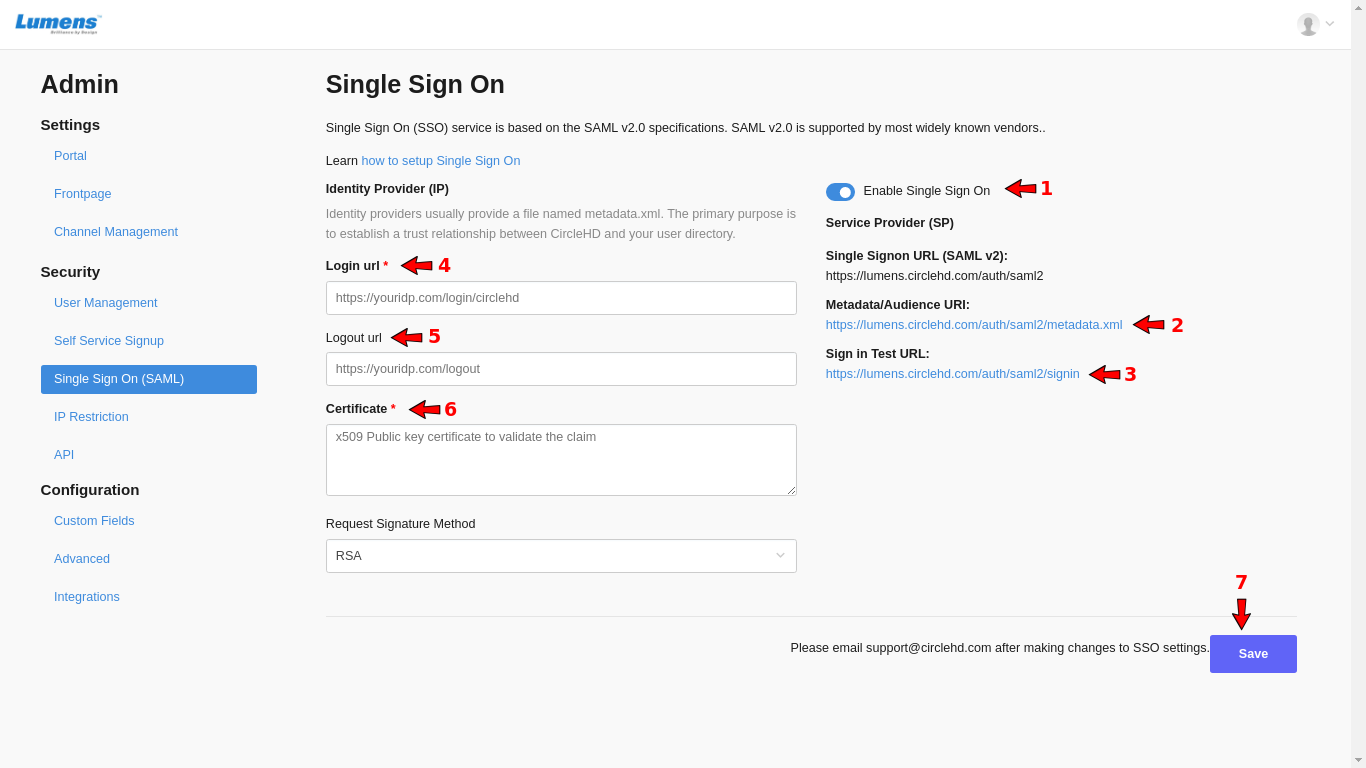 Lumens™
Brilliance by Design
Admin
Settings
Portal
Frontpage
Channel Management
Security
User Management
Self Service Signup
Single Sign On (SAML)
IP Restriction
API
Configuration
Custom Fields
Advanced
Integrations
Single Sign On
Single Sign On (SSO) service is based on the SAML v2.0 specifications. SAML v2.0 is supported by most widely known vendors..
Learn how to setup Single Sign On
Identity Provider (IP)
Identity providers usually provide a file named metadata.xml. The primary purpose is
to establish a trust relationship between CircleHD and your user directory.
Login url * 4
https://youridp.com/login/circlehd
Logout url 5
https://youridp.com/logout
Certificate * 6
x509 Public key certificate to validate the claim
Request Signature Method
RSA
Enable Single Sign On 1
Service Provider (SP)
Single Signon URL (SAML v2):
https://lumens.circlehd.com/auth/saml2
Metadata/Audience URI:
https://lumens.circlehd.com/auth/saml2/metadata.xml 2
Sign in Test URL:
https://lumens.circlehd.com/auth/saml2/signin 3
7
Please email support@circlehd.com after making changes to SSO settings. Save